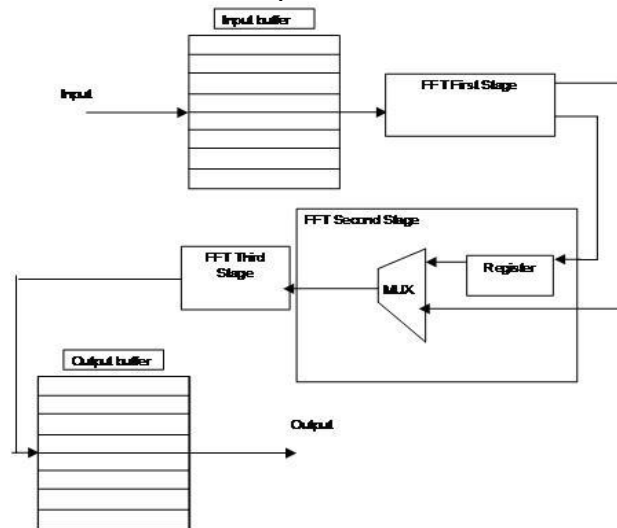 Input buffer
Input
FFT First Stage
FFT Second Stage
FFT Third
Stage
Register
MUX
Output buffer
Output